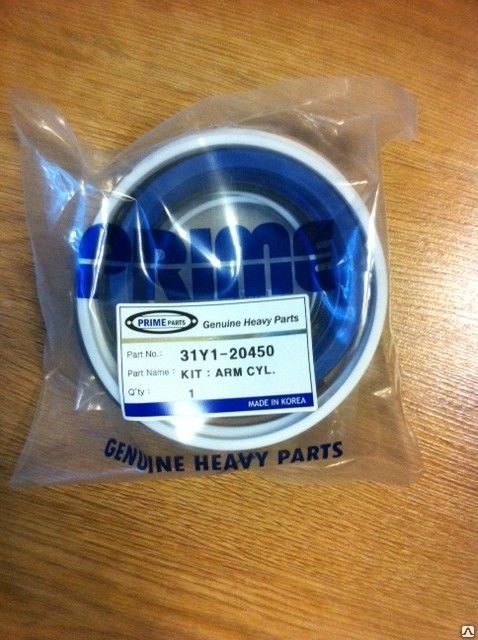 PRIME
PRIME PARTS Genuine Heavy Parts
Part No.: 31Y1-20450
Part Name : KIT : ARM CYL.
Q'ty : 1
MADE IN KOREA
GENUINE HEAVY PARTS